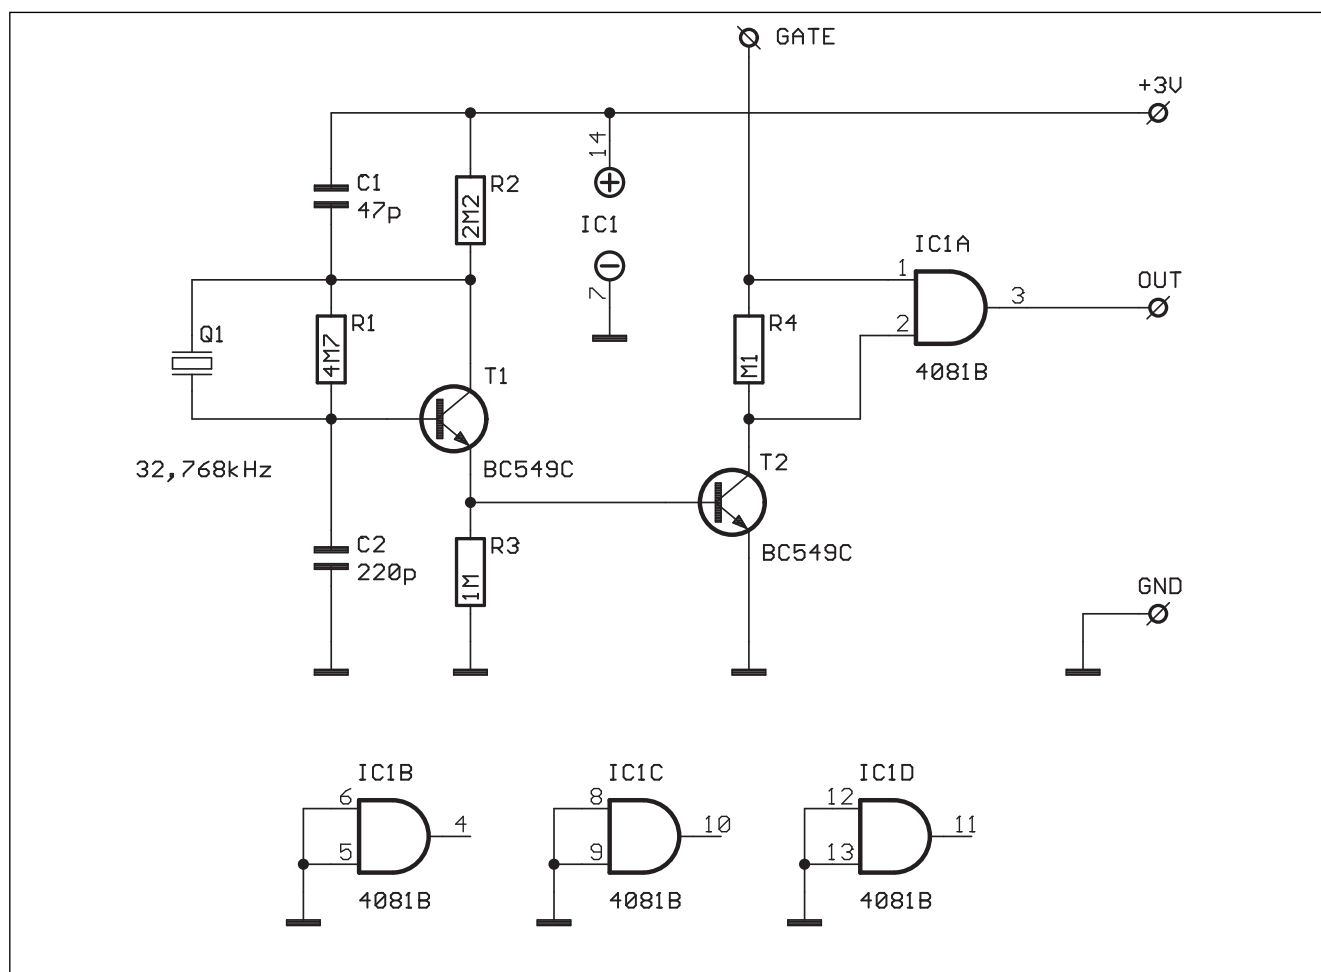 GATE
+3V
14
C1
47p
R2
2M2
IC1
7
IC1A
1
2
3
4081B
OUT
Q1
R1
4M7
R4
M1
T1
BC549C
32,768kHz
T2
BC549C
C2
220p
R3
1M
GND
IC1B
6
5
4
4081B
IC1C
8
9
10
4081B
IC1D
12
13
11
4081B